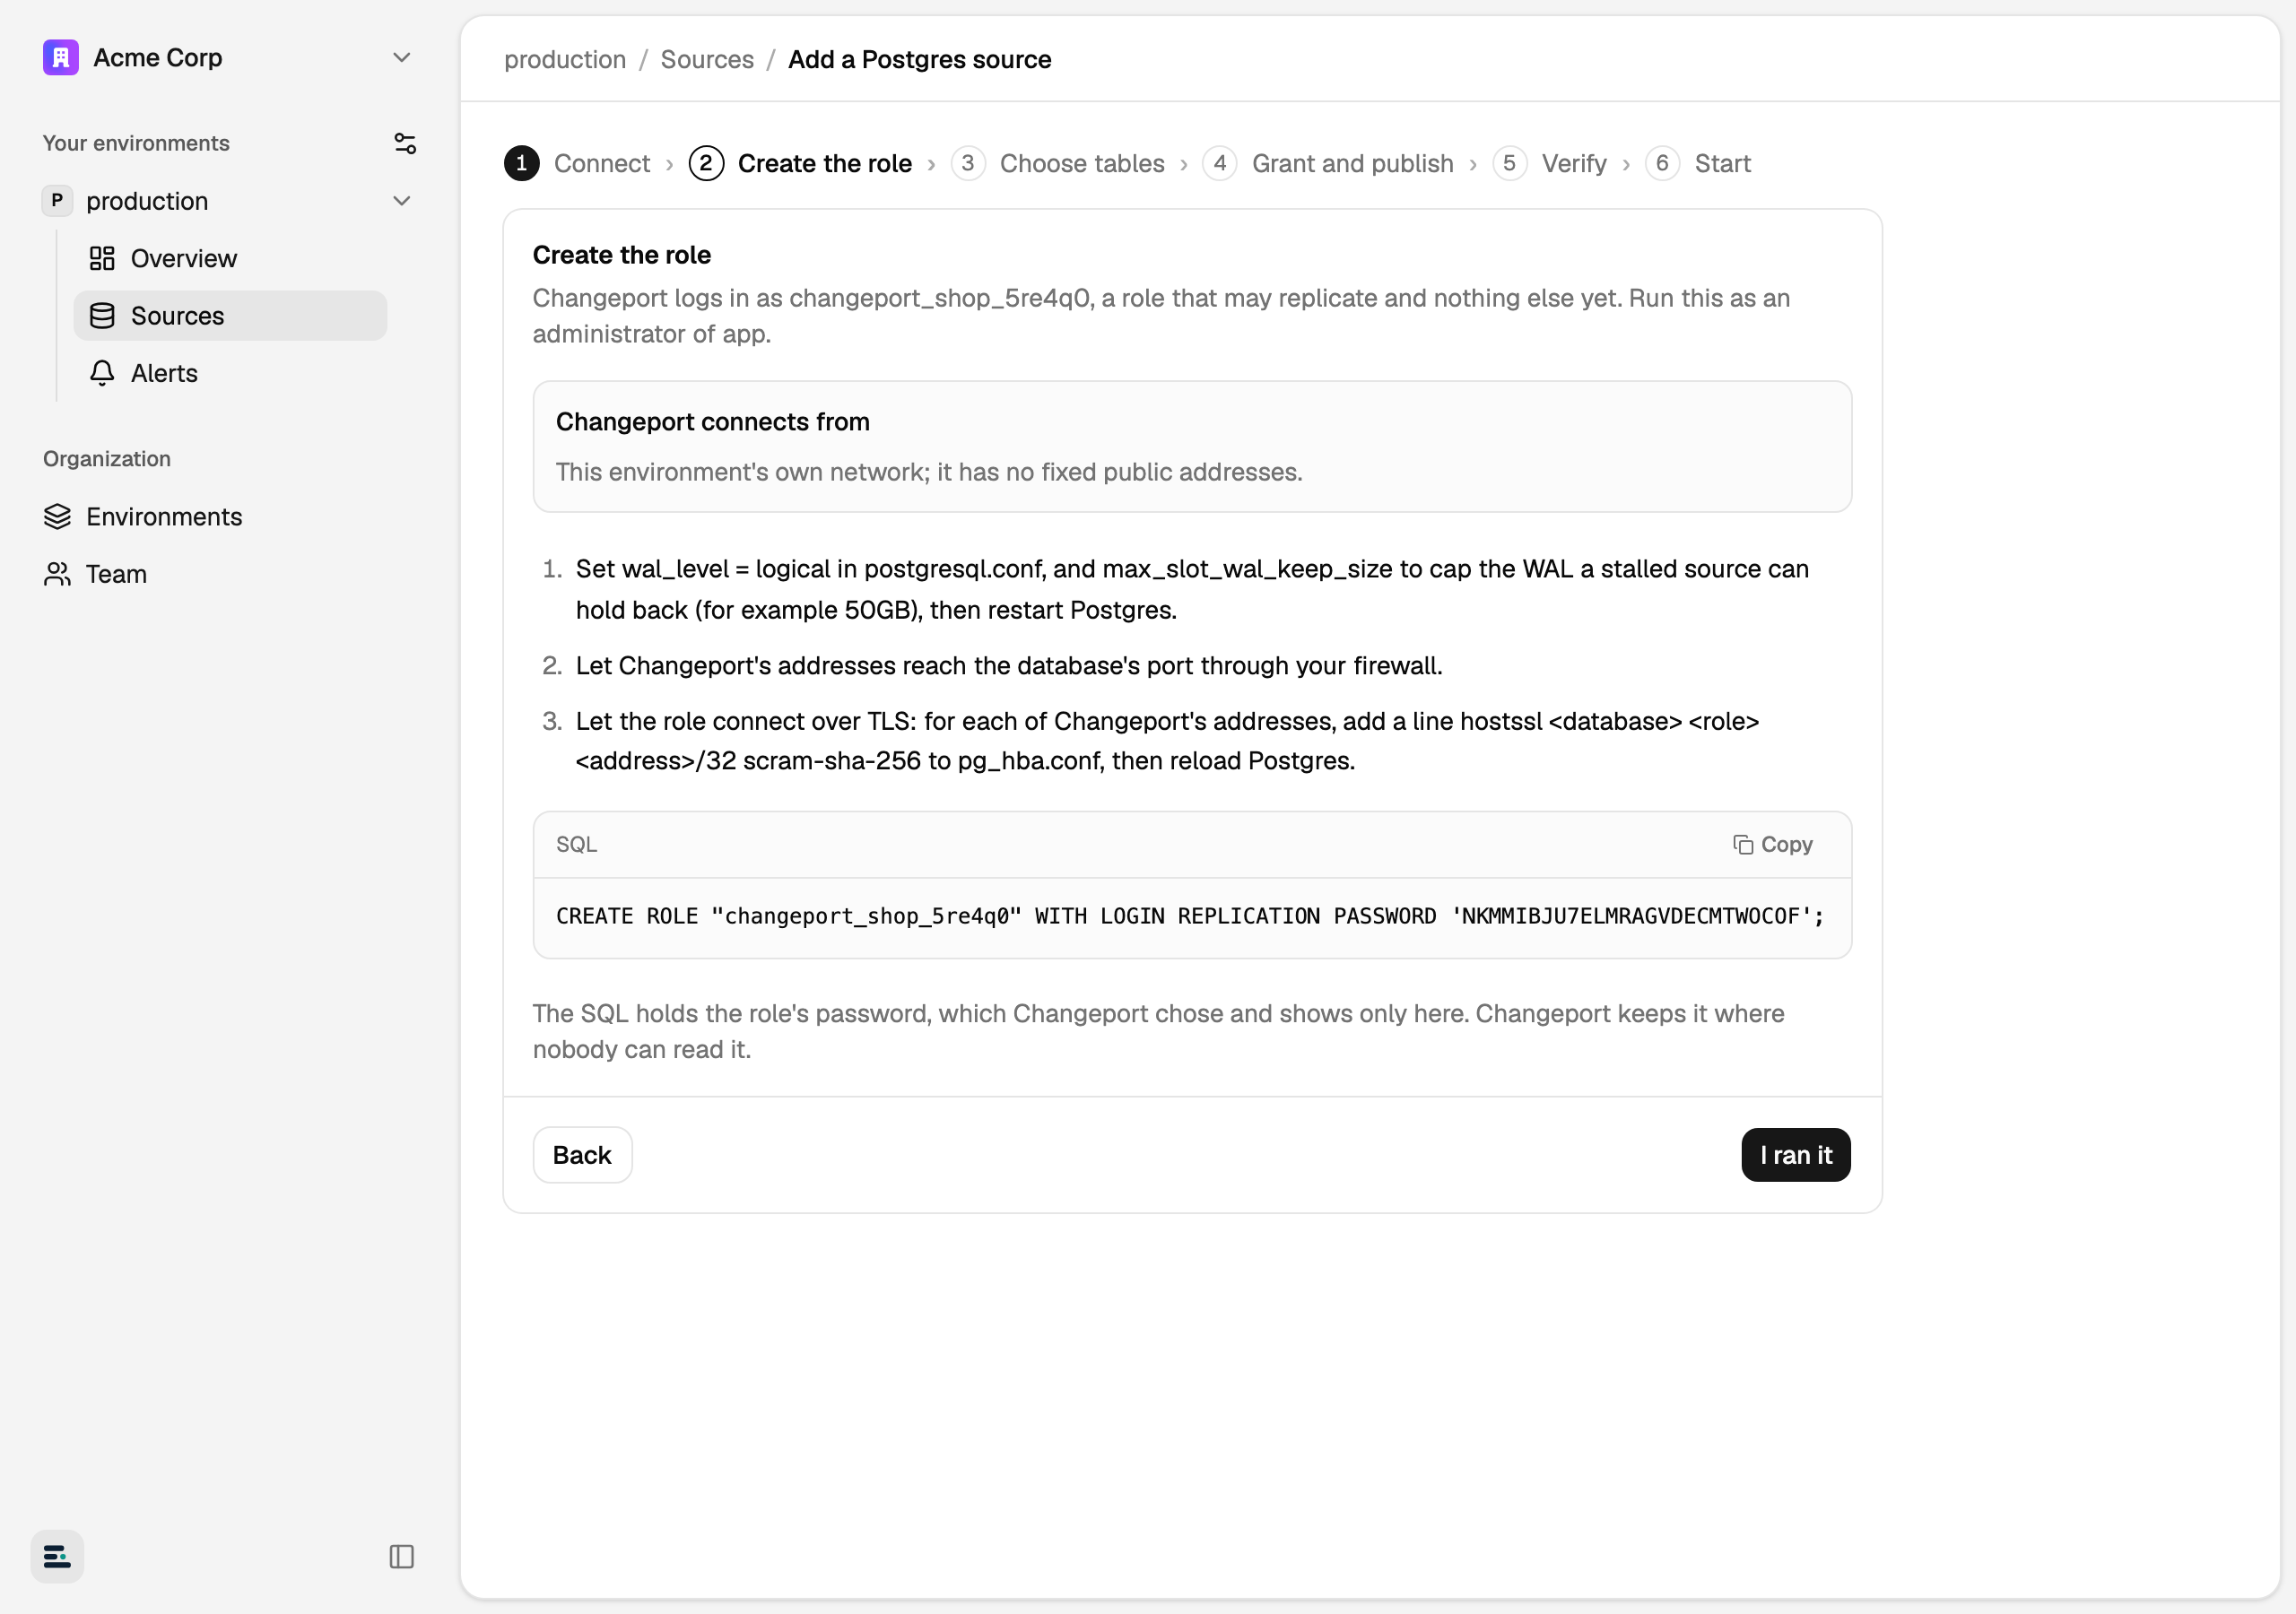 Acme Corp
Your environments
P production
Overview
Sources
Alerts
Organization
Environments
Team
production / Sources / Add a Postgres source
1 Connect › 2 Create the role › 3 Choose tables › 4 Grant and publish › 5 Verify › 6 Start
Create the role
Changeport logs in as changeport_shop_5re4q0, a role that may replicate and nothing else yet. Run this as an
administrator of app.
Changeport connects from
This environment's own network; it has no fixed public addresses.
1. Set wal_level = logical in postgresql.conf, and max_slot_wal_keep_size to cap the WAL a stalled source can
hold back (for example 50GB), then restart Postgres.
2. Let Changeport's addresses reach the database's port through your firewall.
3. Let the role connect over TLS: for each of Changeport's addresses, add a line hostssl <database> <role>
<address>/32 scram-sha-256 to pg_hba.conf, then reload Postgres.
SQL
Copy
CREATE ROLE "changeport_shop_5re4q0" WITH LOGIN REPLICATION PASSWORD 'NKMMIBJU7ELMRAGVDECMTWOCOF';
The SQL holds the role's password, which Changeport chose and shows only here. Changeport keeps it where
nobody can read it.
Back
I ran it